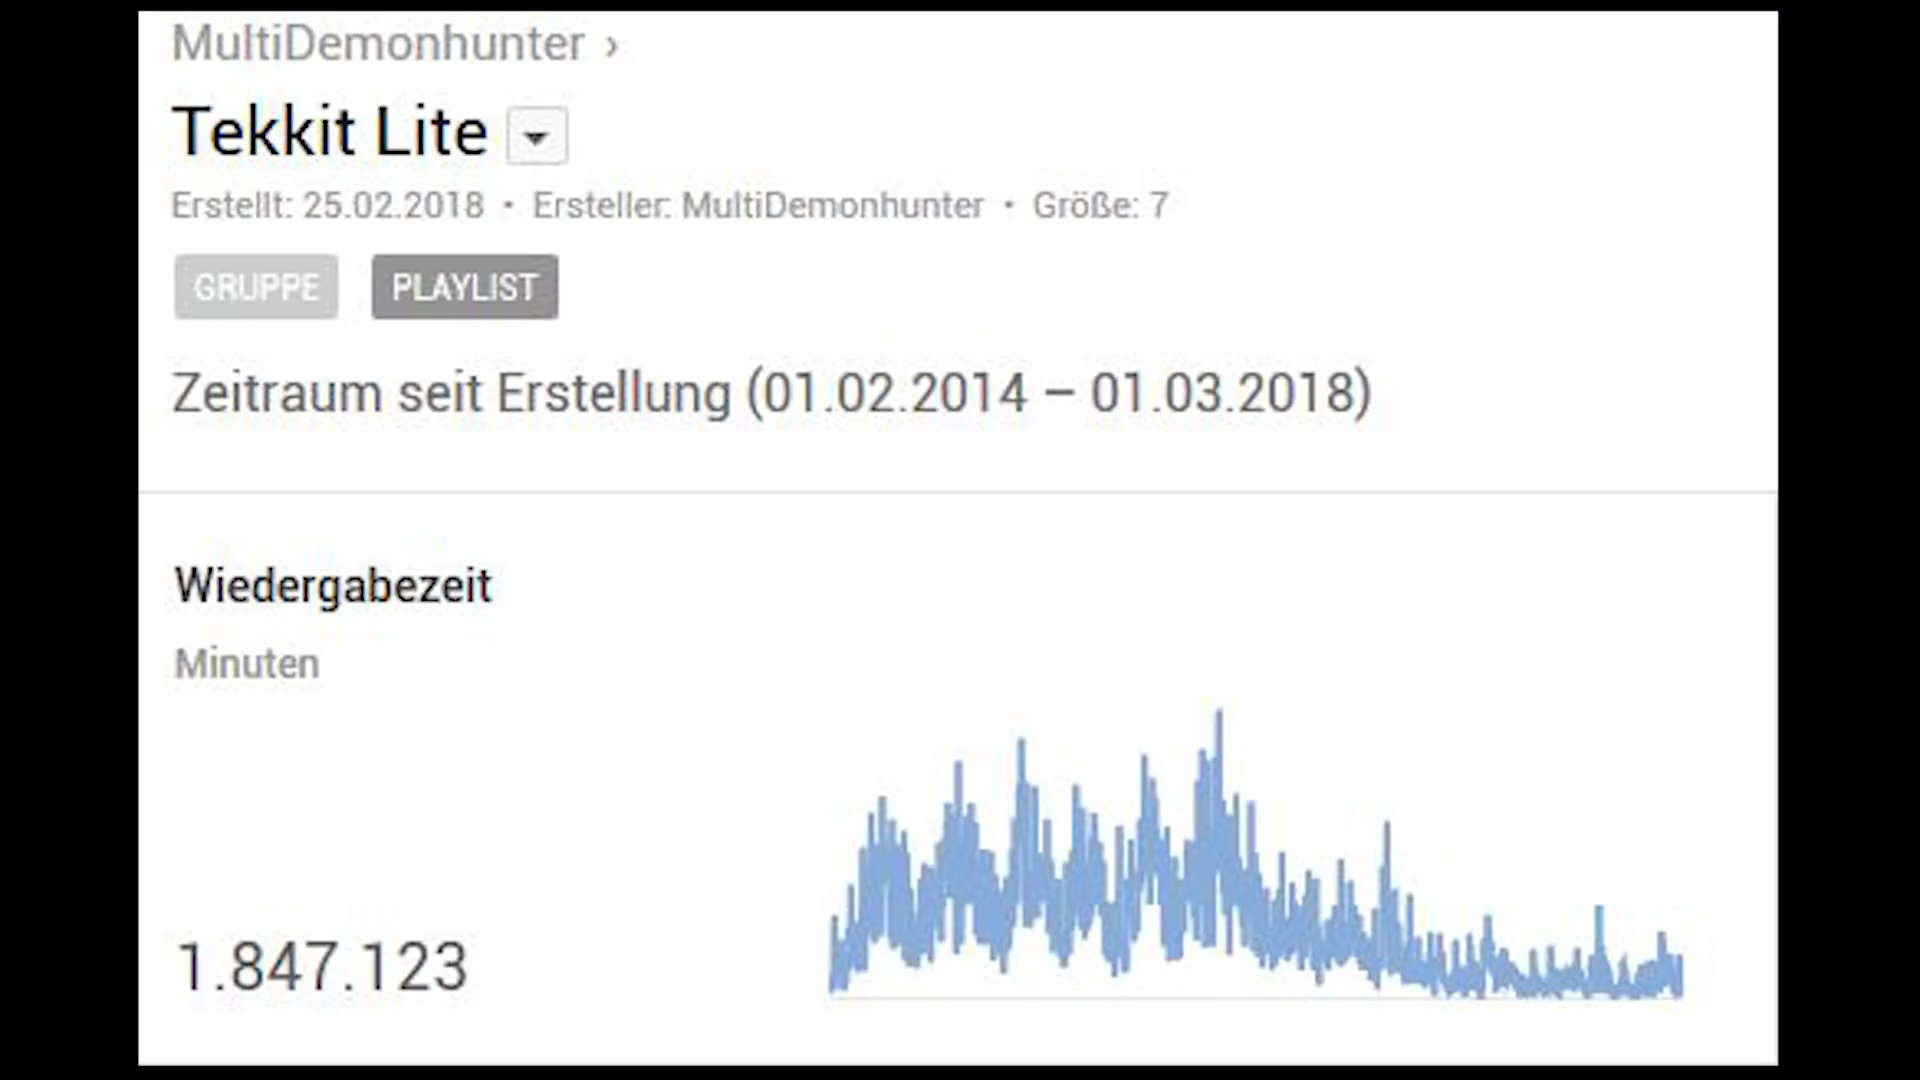 MultiDemonhunter ›
Tekkit Lite
Erstellt: 25.02.2018 • Ersteller: MultiDemonhunter • Größe: 7
GRUPPE PLAYLIST
Zeitraum seit Erstellung (01.02.2014 – 01.03.2018)
Wiedergabezeit
Minuten
1.847.123